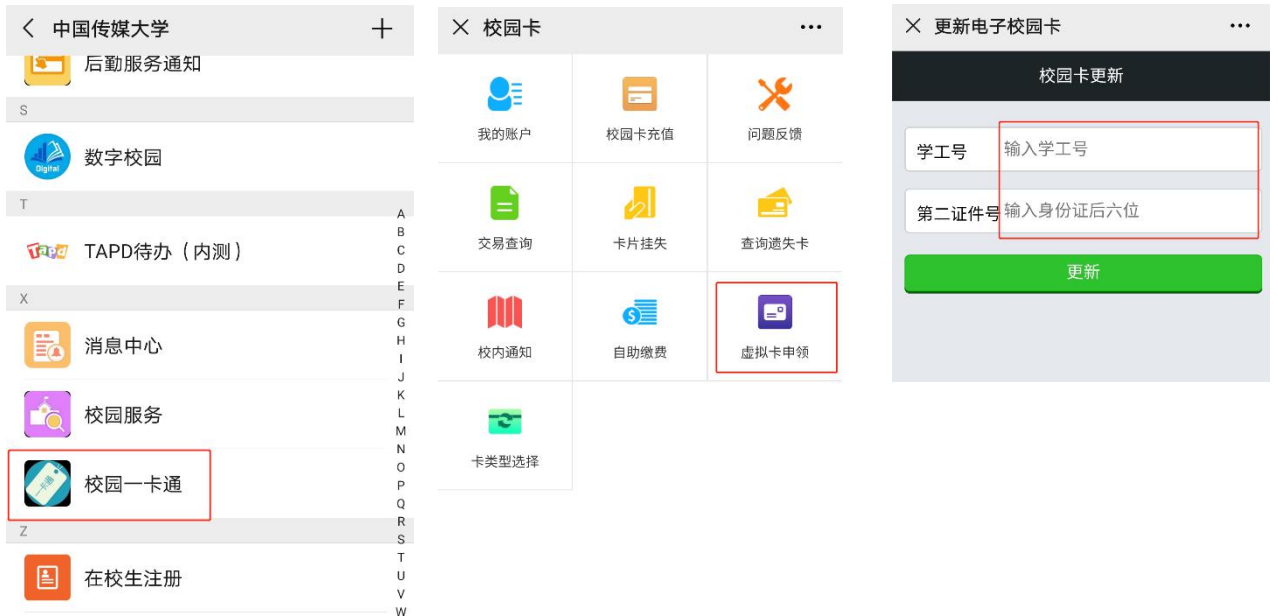 中国传媒大学
后勤服务通知
S
Digital
数字校园
T
Tapd
TAPD待办（内测）
X
消息中心
校园服务
一卡通
校园一卡通
Z
在校生注册
A
B
C
D
E
F
G
H
I
J
K
L
M
N
O
P
Q
R
S
T
U
V
W
校园卡
我的账户
校园卡充值
问题反馈
交易查询
卡片挂失
查询遗失卡
校内通知
自助缴费
虚拟卡申领
卡类型选择
更新电子校园卡
校园卡更新
学工号 输入学工号
第二证件号 输入身份证后六位
更新